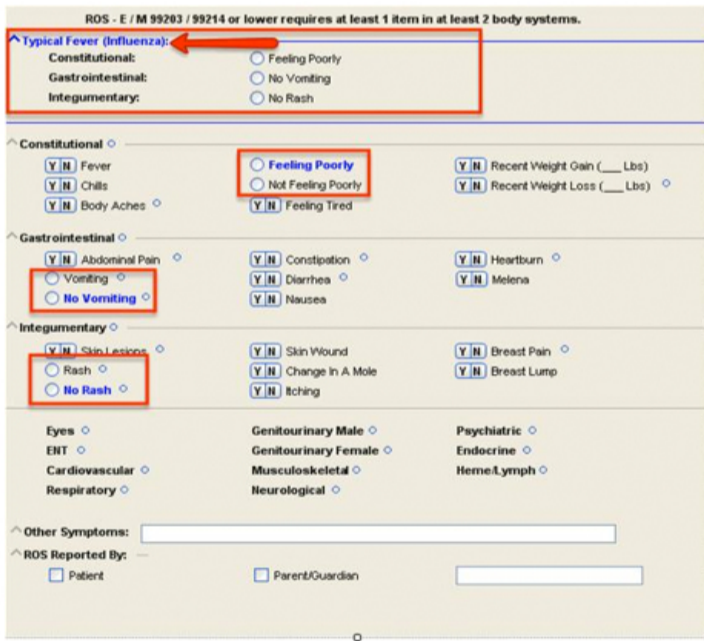 ROS - E / M 99203 / 99214 or lower requires at least 1 item in at least 2 body systems.
Typical Fever (Influenza):
Constitutional: Feeling Poorly
Gastrointestinal: No Vomiting
Integumentary: No Rash
Constitutional
Y N Fever Feeling Poorly Y N Recent Weight Gain (___ Lbs)
Y N Chills Not Feeling Poorly Y N Recent Weight Loss (___ Lbs)
Y N Body Aches Y N Feeling Tired
Gastrointestinal
Y N Abdominal Pain Y N Constipation Y N Heartburn
Vomiting Y N Diarrhea Y N Melena
No Vomiting Y N Nausea
Integumentary
Y N Skin Lesions Y N Skin Wound Y N Breast Pain
Rash Y N Change In A Mole Y N Breast Lump
No Rash Y N Itching
Eyes Genitourinary Male Psychiatric
ENT Genitourinary Female Endocrine
Cardiovascular Musculoskeletal Heme/Lymph
Respiratory Neurological
Other Symptoms:
ROS Reported By:
Patient Parent/Guardian